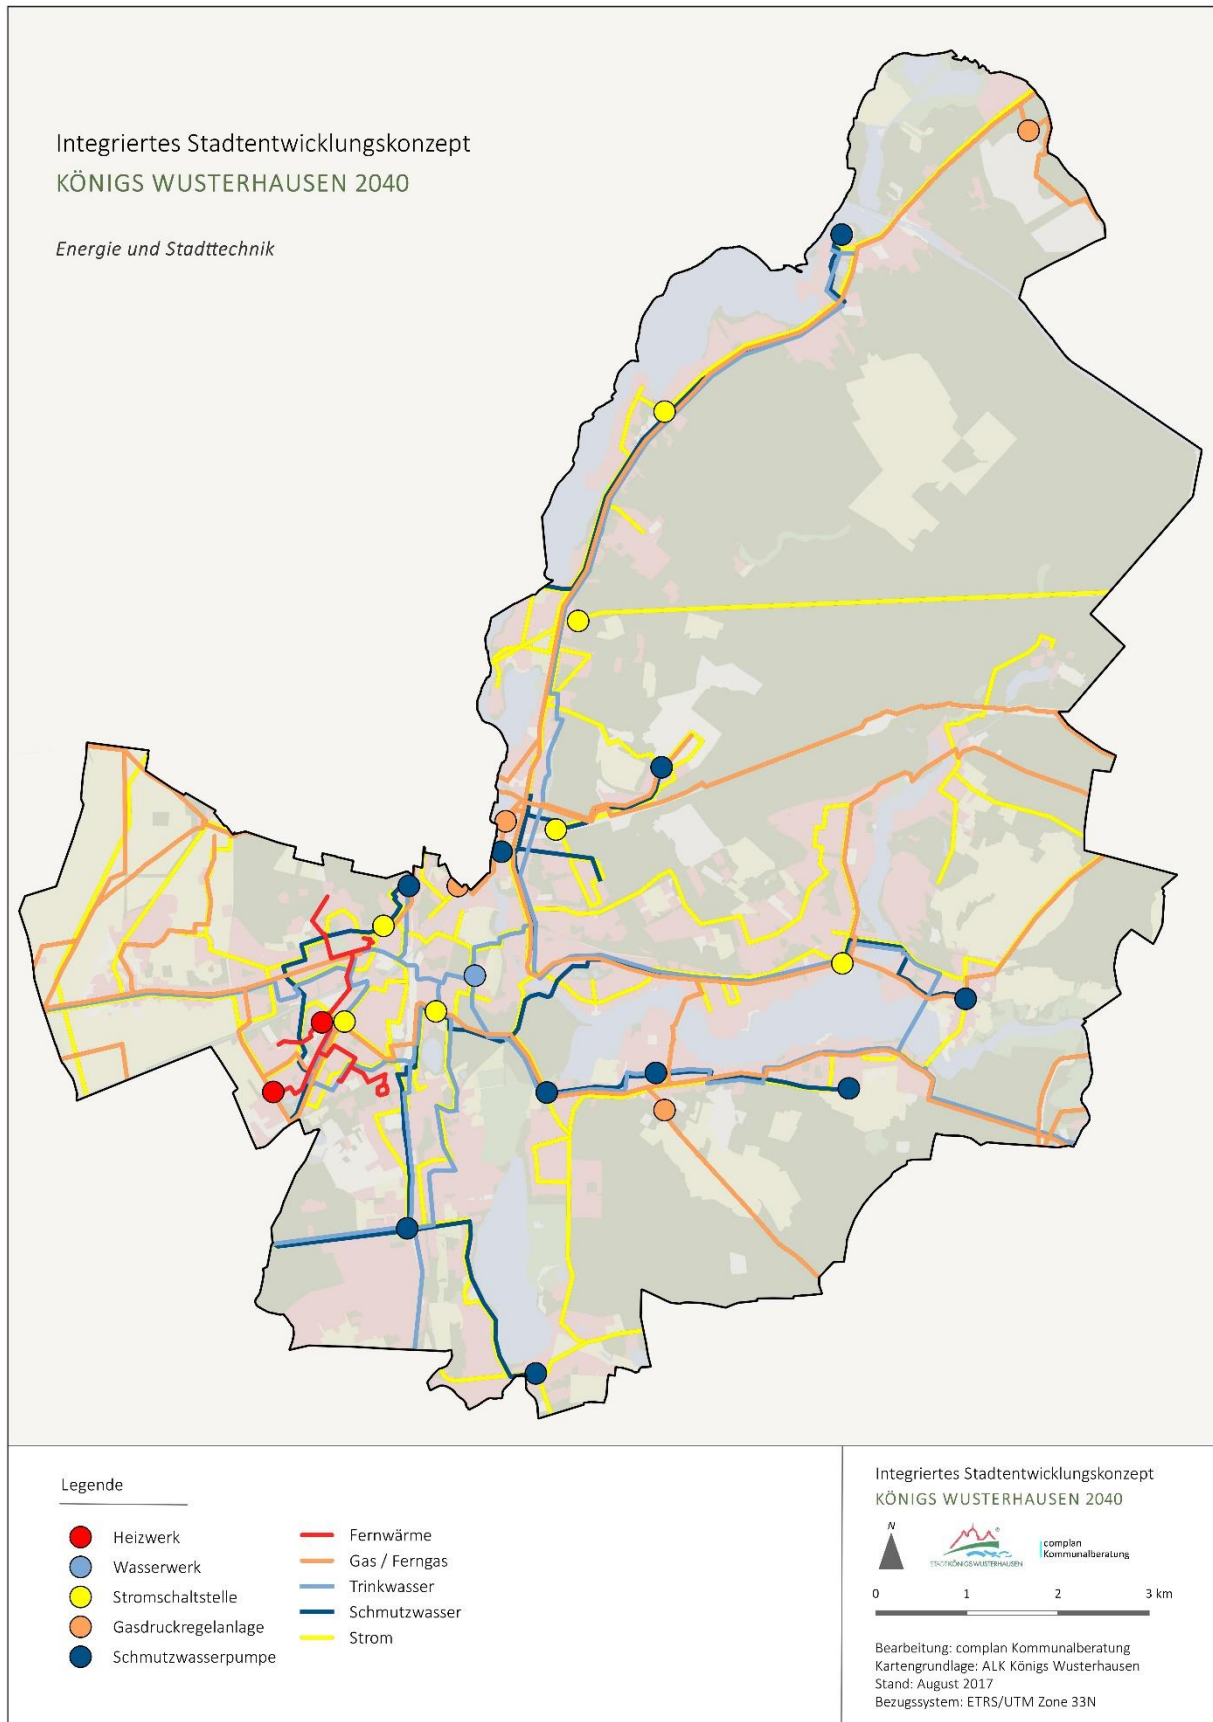 Integriertes Stadtentwicklungskonzept
KÖNIGS WUSTERHAUSEN 2040
Energie und Stadttechnik
Legende
Heizwerk
Wasserwerk
Stromschaltstelle
Gasdruckregelanlage
Schmutzwasserpumpe
Fernwärme
Gas / Ferngas
Trinkwasser
Schmutzwasser
Strom
Integriertes Stadtentwicklungskonzept
KÖNIGS WUSTERHAUSEN 2040
N
STADTKÖNIGSWUSTERHAUSEN
complan
Kommunalberatung
0 1 2 3 km
Bearbeitung: complan Kommunalberatung
Kartengrundlage: ALK Königs Wusterhausen
Stand: August 2017
Bezugssystem: ETRS/UTM Zone 33N